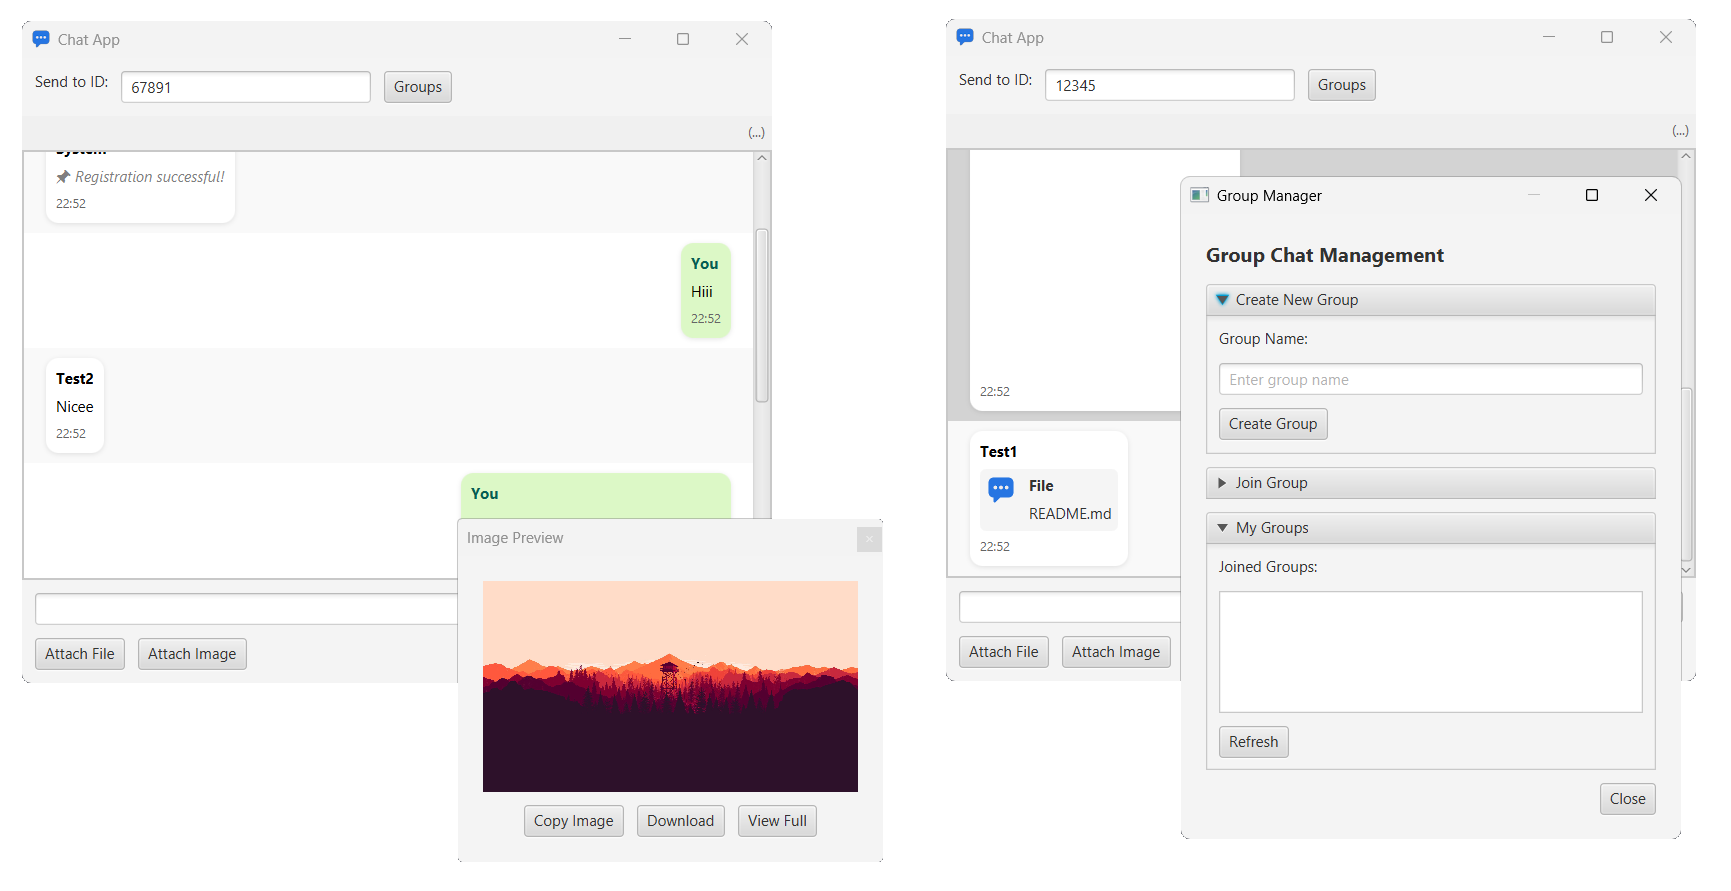 Chat App
Send to ID:
67891
Groups
(...)
System
Registration successful!
22:52
You
Hiii
22:52
Test2
Nicee
22:52
You
Attach File
Attach Image
Image Preview
Copy Image
Download
View Full
Chat App
Send to ID:
12345
Groups
(...)
22:52
Test1
File
README.md
22:52
Attach File
Attach Image
Group Manager
Group Chat Management
Create New Group
Group Name:
Enter group name
Create Group
Join Group
My Groups
Joined Groups:
Refresh
Close